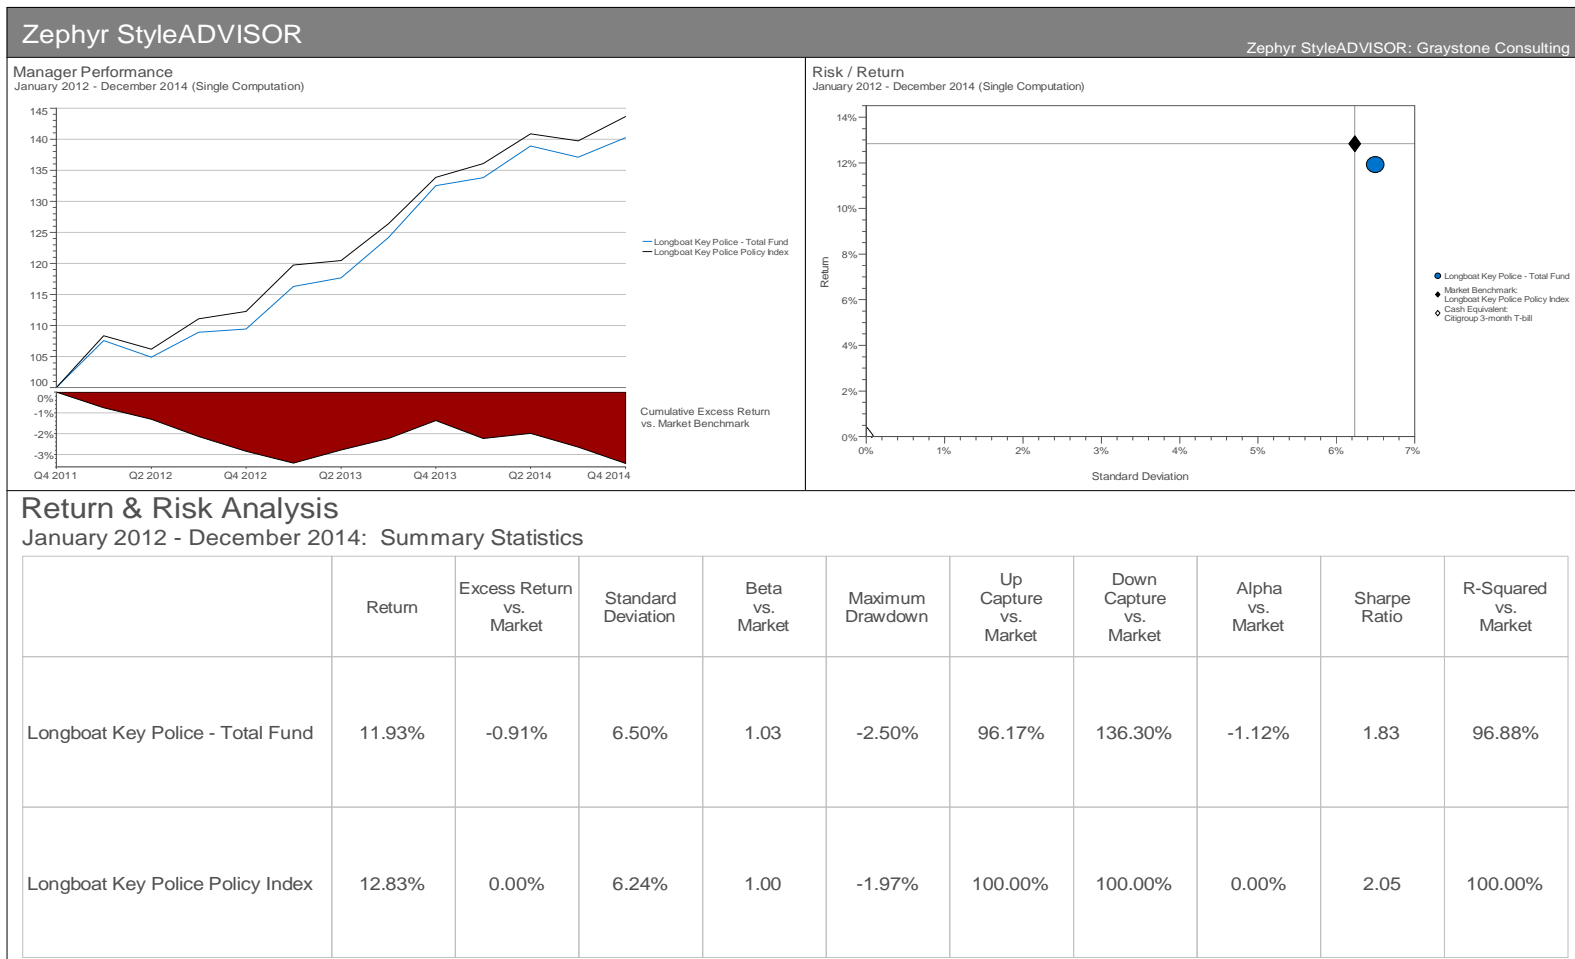 Zephyr StyleADVISOR
Zephyr StyleADVISOR: Graystone Consulting
Manager Performance
January 2012 - December 2014 (Single Computation)
145
140
135
130
125
120
115
110
105
100
Longboat Key Police - Total Fund
Longboat Key Police Policy Index
0%
-1%
-2%
-3%
Cumulative Excess Return
vs. Market Benchmark
Q4 2011
Q2 2012
Q4 2012
Q2 2013
Q4 2013
Q2 2014
Q4 2014
Risk / Return
January 2012 - December 2014 (Single Computation)
14%
12%
10%
8%
6%
4%
2%
0%
Return
0%
1%
2%
3%
4%
5%
6%
7%
Standard Deviation
Longboat Key Police - Total Fund
Market Benchmark:
Longboat Key Police Policy Index
Cash Equivalent:
Citigroup 3-month T-bill
Return & Risk Analysis
January 2012 - December 2014: Summary Statistics
Return
Excess Return
vs.
Market
Standard
Deviation
Beta
vs.
Market
Maximum
Drawdown
Up
Capture
vs.
Market
Down
Capture
vs.
Market
Alpha
vs.
Market
Sharpe
Ratio
R-Squared
vs.
Market
Longboat Key Police - Total Fund 11.93% -0.91% 6.50% 1.03 -2.50% 96.17% 136.30% -1.12% 1.83 96.88%
Longboat Key Police Policy Index 12.83% 0.00% 6.24% 1.00 -1.97% 100.00% 100.00% 0.00% 2.05 100.00%